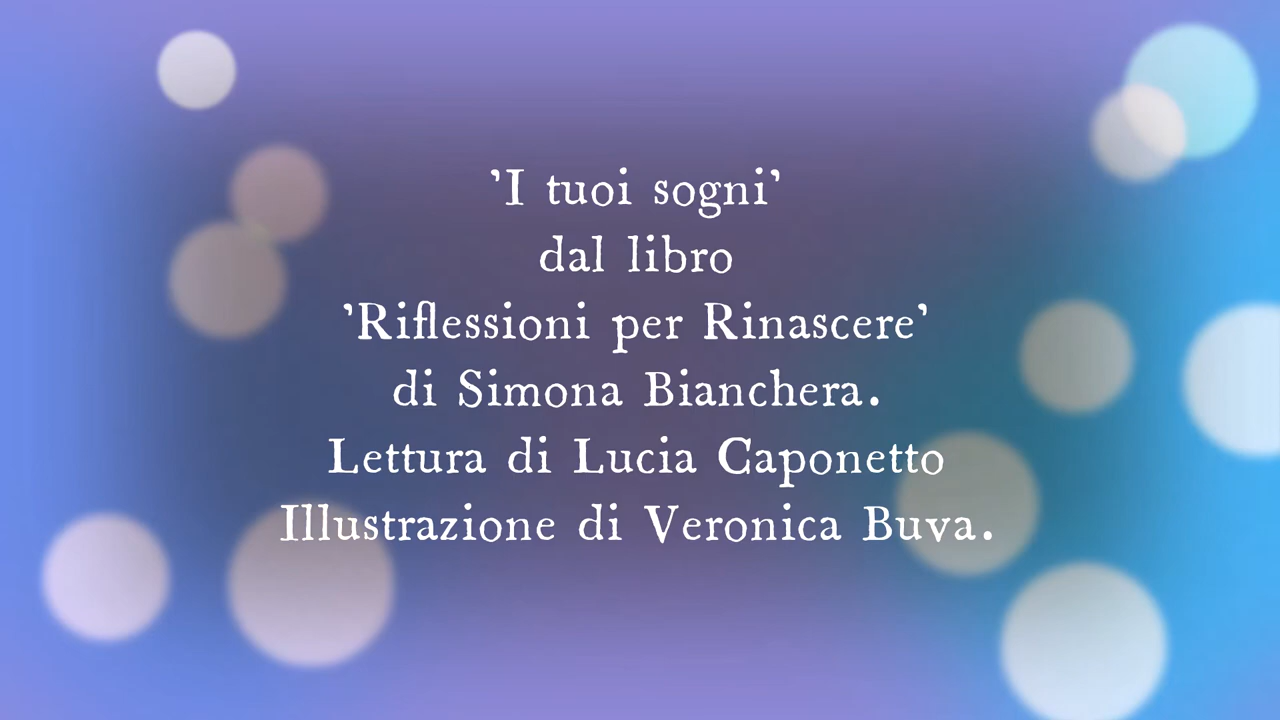 ’I tuoi sogni’
dal libro
’Riflessioni per Rinascere’
di Simona Bianchera.
Lettura di Lucia Caponetto
Illustrazione di Veronica Buva.